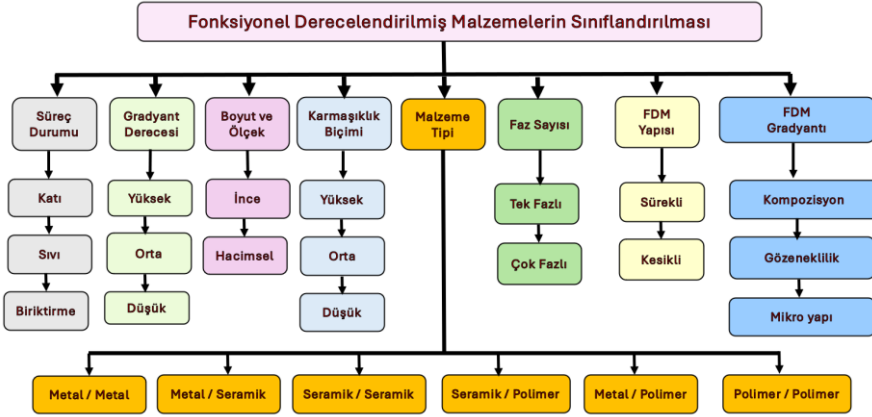 Fonksiyonel Derecelendirilmiş Malzemelerin Sınıflandırılması
Süreç
Durumu
Gradyant
Derecesi
Boyut ve
Ölçek
Karmaşıklık
Biçimi
Malzeme
Tipi
Faz Sayısı
FDM
Yapısı
FDM
Gradyantı
Katı
Yüksek
İnce
Yüksek
Tek Fazlı
Sürekli
Kompozisyon
Sıvı
Orta
Hacimsel
Orta
Çok Fazlı
Kesikli
Gözeneklilik
Biriktirme
Düşük
Düşük
Mikro yapı
Metal / Metal
Metal / Seramik
Seramik / Seramik
Seramik / Polimer
Metal / Polimer
Polimer / Polimer